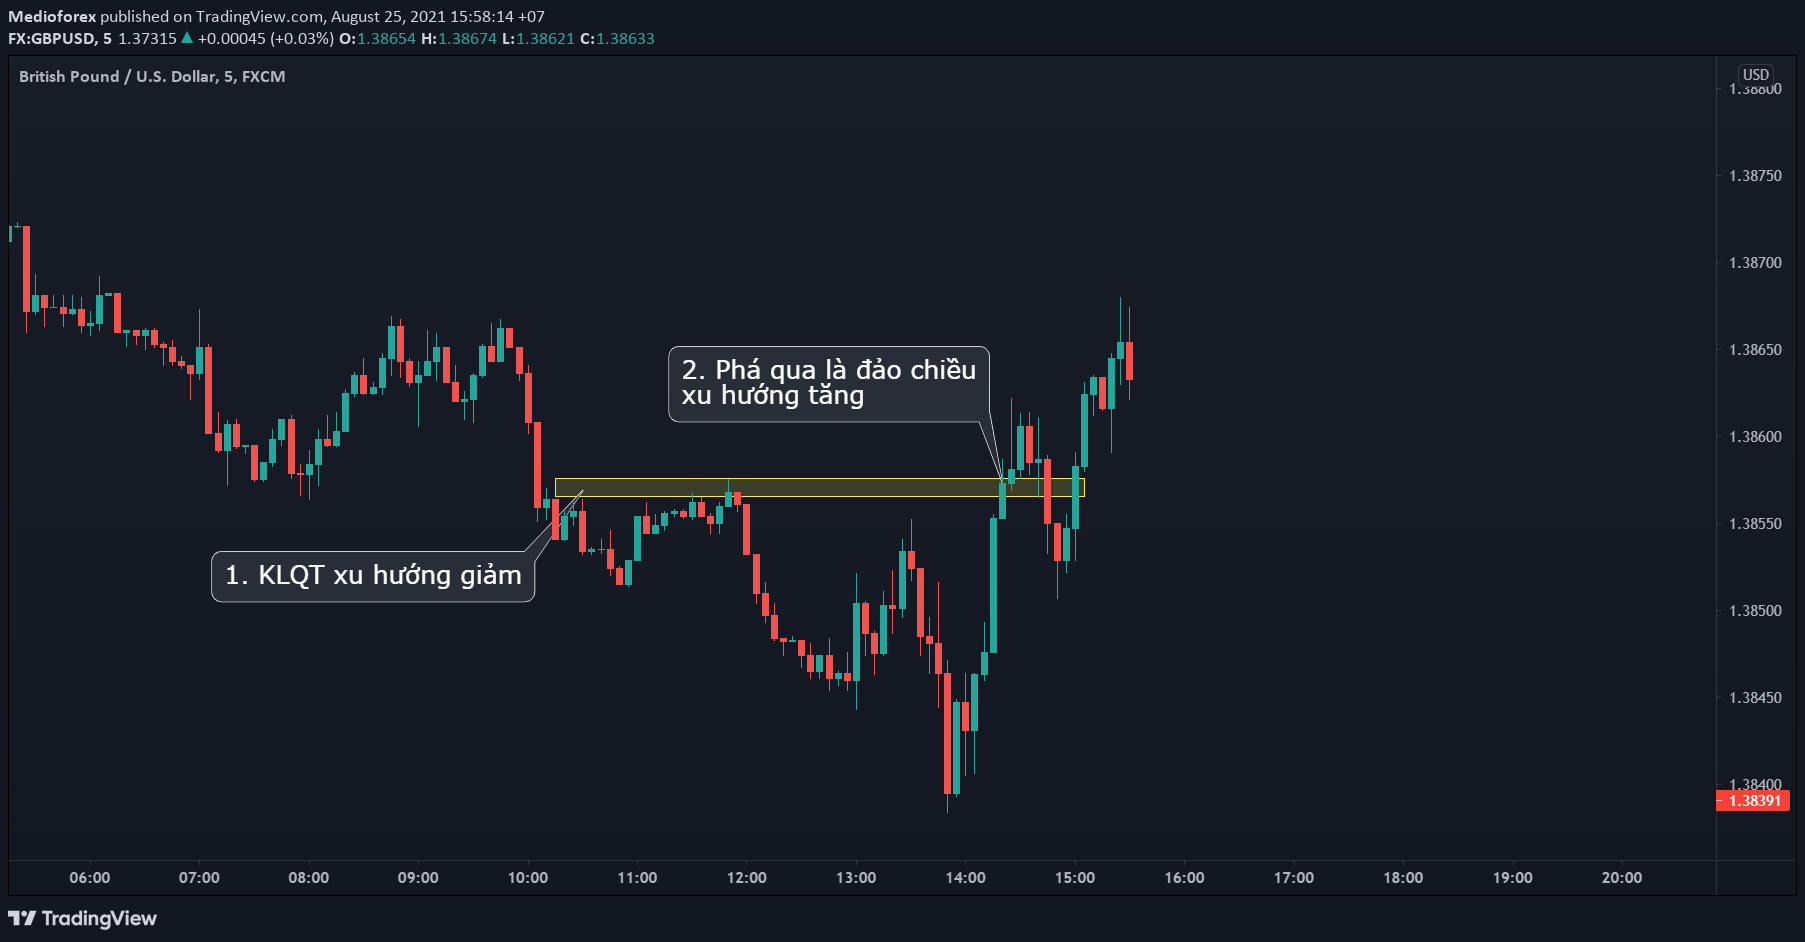 Medioforex published on TradingView.com, August 25, 2021 15:58:14 +07
FX:GBPUSD, 5 1.37315 ▲ +0.00045 (+0.03%) O:1.38654 H:1.38674 L:1.38621 C:1.38633
British Pound / U.S. Dollar, 5, FXCM
USD
1.38800
1.38750
1.38700
1.38650
2. Phá qua là đảo chiều
xu hướng tăng
1.38600
1.38550
1. KLQT xu hướng giảm
1.38500
1.38450
1.38400
1.38391
06:00 07:00 08:00 09:00 10:00 11:00 12:00 13:00 14:00 15:00 16:00 17:00 18:00 19:00 20:00
TradingView